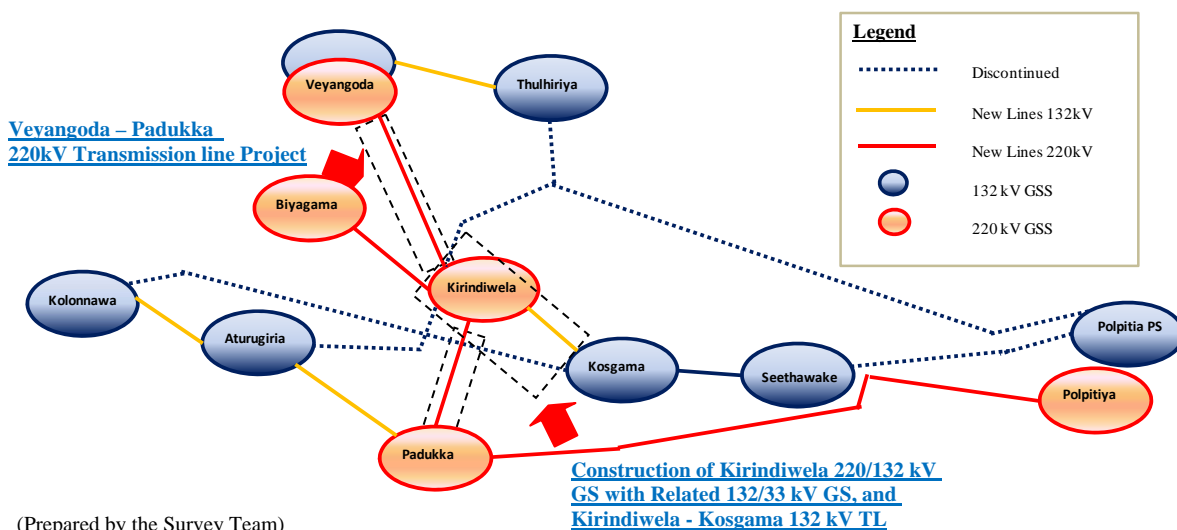 Legend
Discontinued
New Lines 132kV
New Lines 220kV
132 kV GSS
220 kV GSS
Veyangoda
Thulhiriya
Veyangoda – Padukka
220kV Transmission line Project
Biyagama
Kirindiwela
Kolonnawa
Aturugiria
Kosgama
Seethawake
Polpitia PS
Polpitiya
Padukka
Construction of Kirindiwela 220/132 kV
GS with Related 132/33 kV GS, and
Kirindiwela - Kosgama 132 kV TL
(Prepared by the Survey Team)